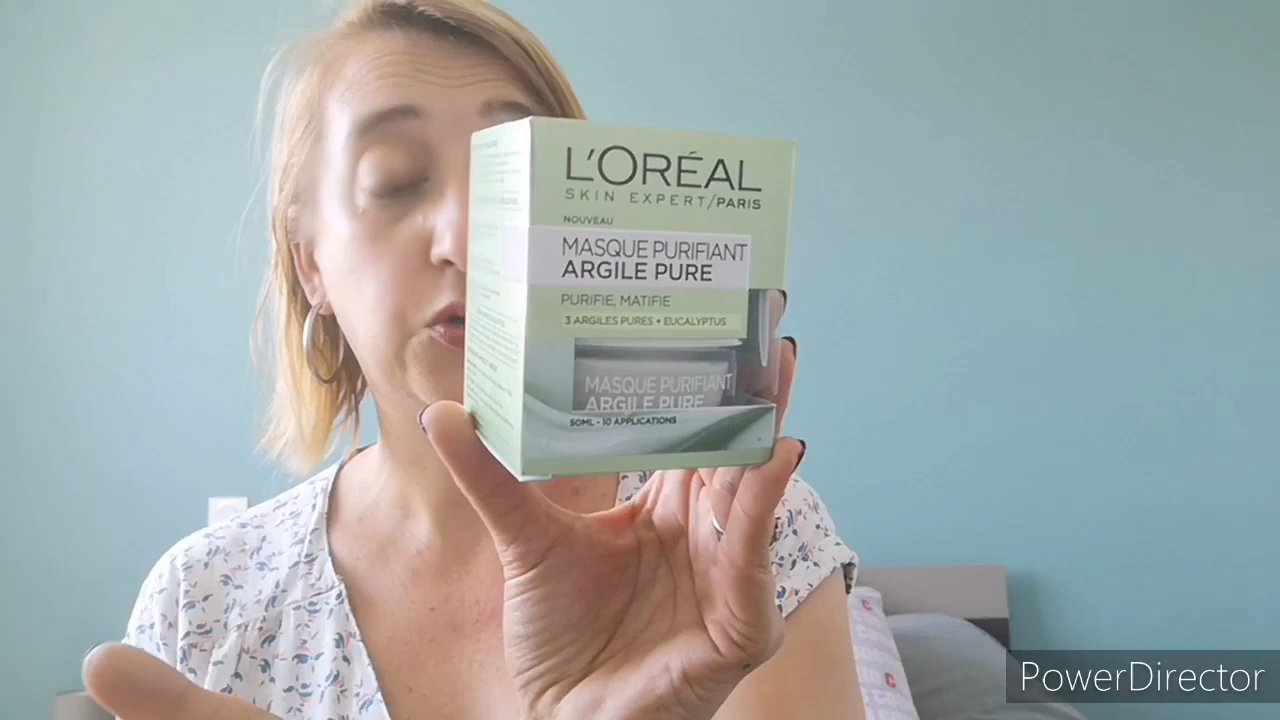 L'ORÉAL
SKIN EXPERT/PARIS
NOUVEAU
MASQUE PURIFIANT
ARGILE PURE
PURIFIE, MATIFIE
3 ARGILES PURES + EUCALYPTUS
MASQUE PURIFIANT
ARGILE PURE
50ML - 10 APPLICATIONS
PowerDirector